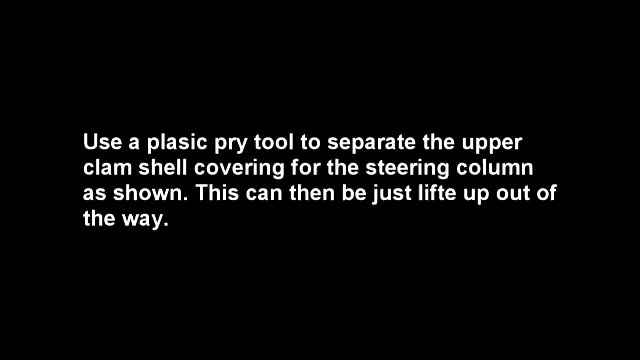 Use a plasic pry tool to separate the upper
clam shell covering for the steering column
as shown. This can then be just lifte up out of
the way.